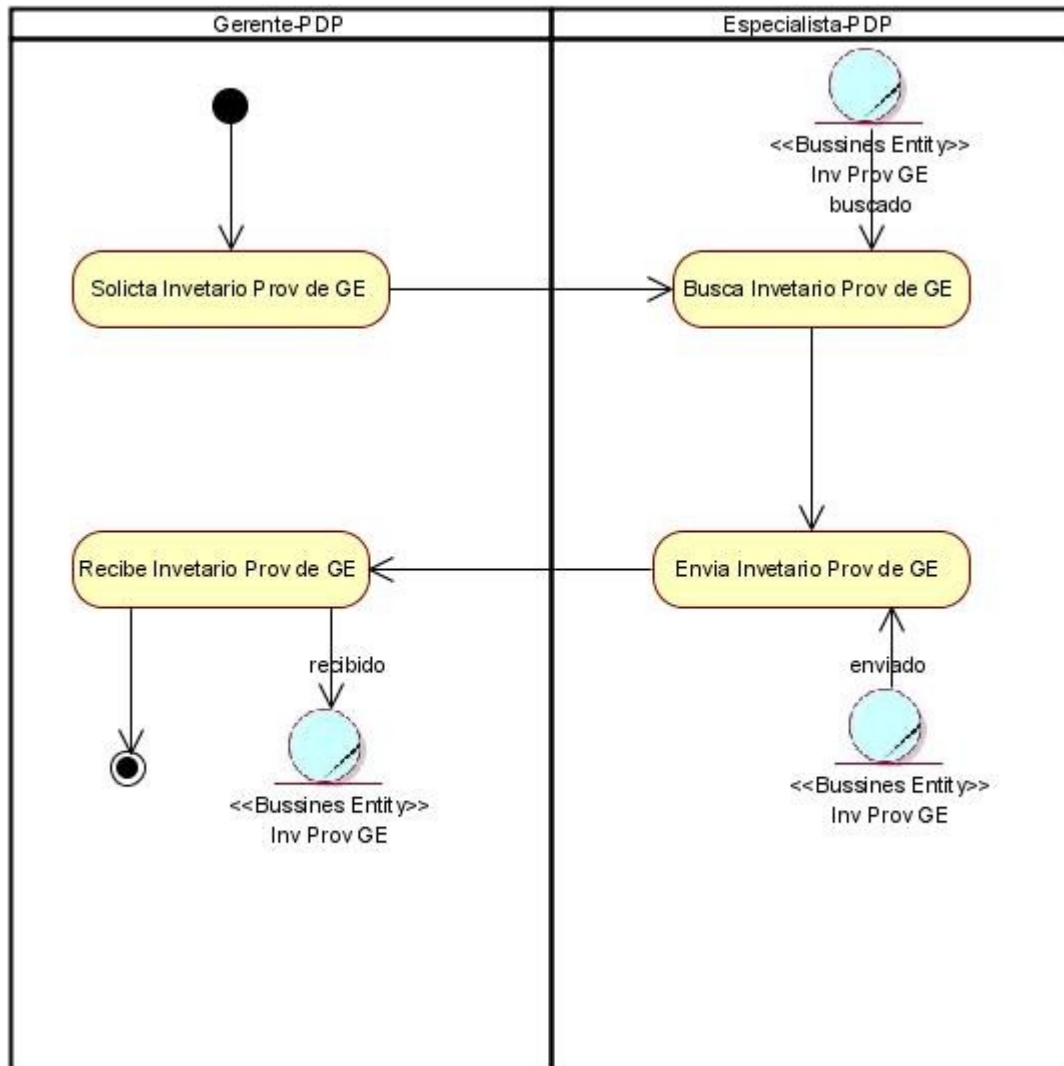 Gerente-PDP
Especialista-PDP
<<Bussines Entity>>
Inv Prov GE
buscado
Solicta Invetario Prov de GE
Busca Invetario Prov de GE
Recibe Invetario Prov de GE
Envia Invetario Prov de GE
recibido
enviado
<<Bussines Entity>>
Inv Prov GE
<<Bussines Entity>>
Inv Prov GE